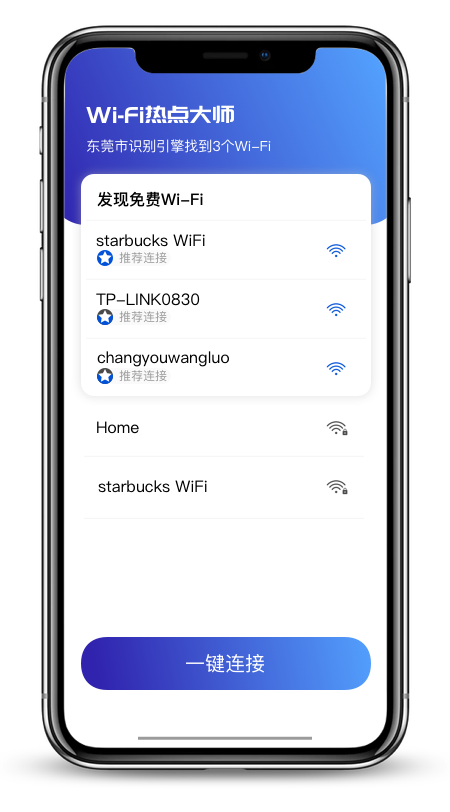 Wi-Fi热点大师
东莞市识别引擎找到3个Wi-Fi
发现免费Wi-Fi
starbucks WiFi
推荐连接
TP-LINK0830
推荐连接
changyouwangluo
推荐连接
Home
starbucks WiFi
一键连接